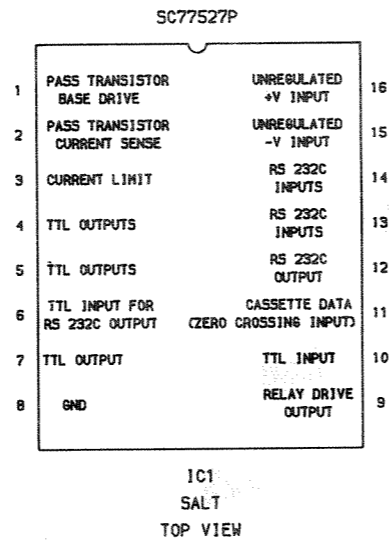 SC77527P
1 PASS TRANSISTOR BASE DRIVE
UNREGULATED +V INPUT 16
2 PASS TRANSISTOR CURRENT SENSE
UNREGULATED -V INPUT 15
3 CURRENT LIMIT
RS 232C INPUTS 14
4 TTL OUTPUTS
RS 232C INPUTS 13
5 TTL OUTPUTS
RS 232C OUTPUT 12
6 TTL INPUT FOR RS 232C OUTPUT
CASSETTE DATA (ZERO CROSSING INPUT) 11
7 TTL OUTPUT
TTL INPUT 10
8 GND
RELAY DRIVE OUTPUT 9
IC1
SALT
TOP VIEW